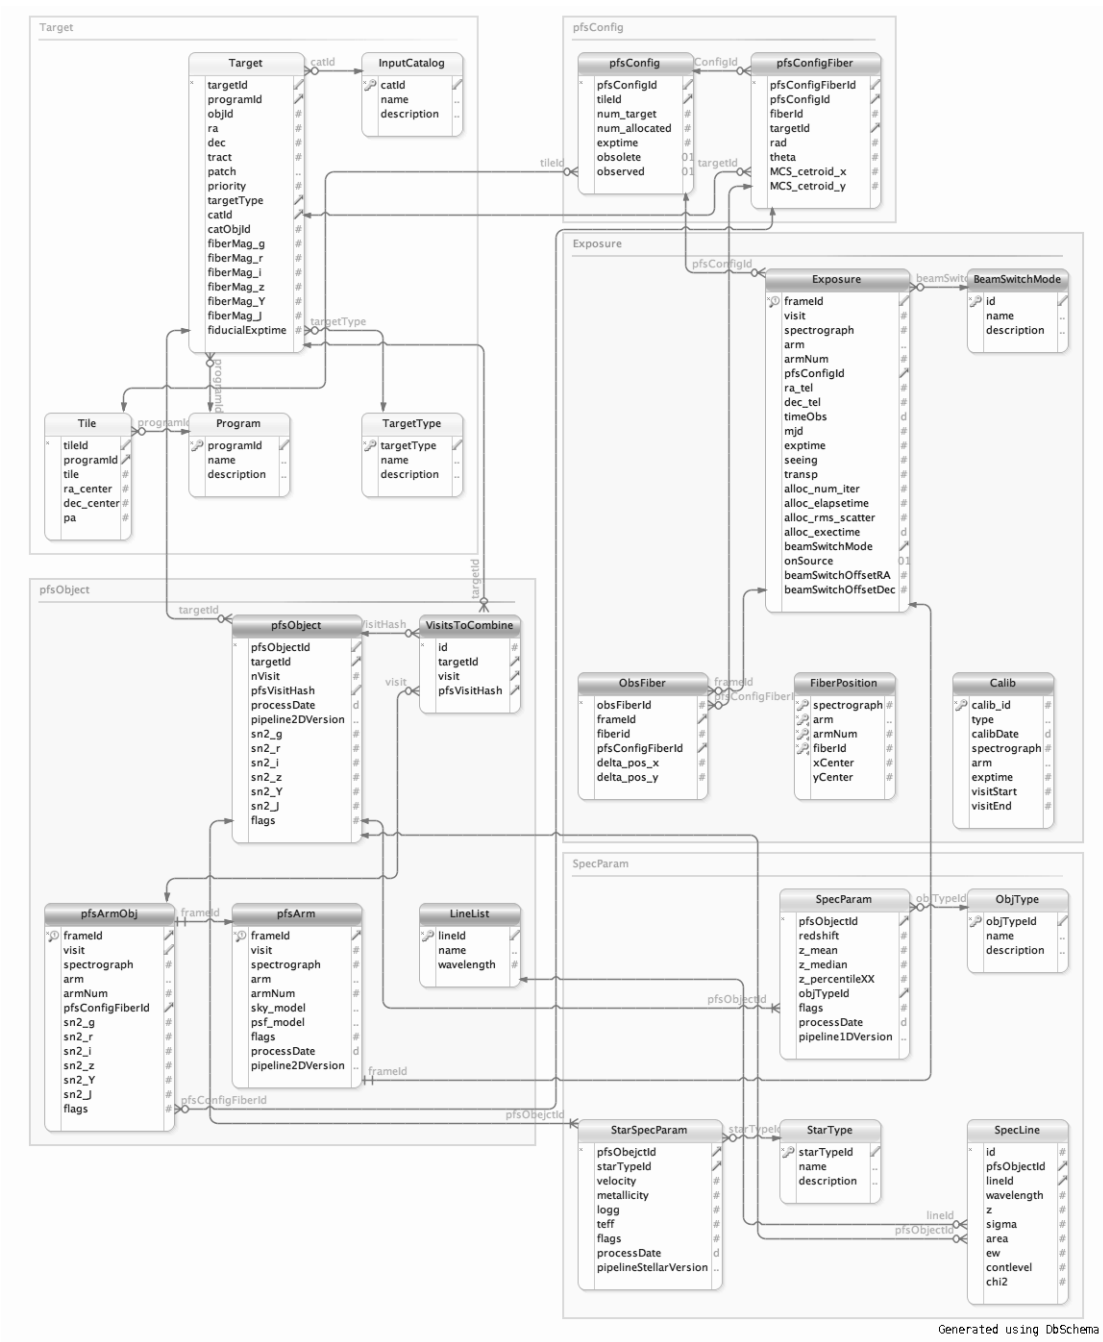 Target
Target
targetId
programId
objId
ra
dec
tract
patch
priority
targetType
catId
catObjId
fiberMag_g
fiberMag_r
fiberMag_i
fiberMag_z
fiberMag_Y
fiberMag_J
fiducialExptime
catId
InputCatalog
catId
name
description
targetType
programId
Tile
tileId
programId
tile
ra_center
dec_center
pa
programId
Program
programId
name
description
TargetType
targetType
name
description
pfsConfig
pfsConfig
pfsConfigId
tileId
num_target
num_allocated
exptime
obsolete
observed
ConfigId
tileId
targetId
pfsConfigFiber
pfsConfigFiberId
pfsConfigId
fiberId
targetId
rad
theta
MCS_cetroid_x
MCS_cetroid_y
Exposure
pfsConfigId
Exposure
frameId
visit
spectrograph
arm
armNum
pfsConfigId
ra_tel
dec_tel
timeObs
mjd
exptime
seeing
transp
alloc_num_iter
alloc_elapsetime
alloc_rms_scatter
alloc_exectime
beamSwitchMode
onSource
beamSwitchOffsetRA
beamSwitchOffsetDec
beamSwitc
BeamSwitchMode
id
name
description
ObsFiber
obsFiberId
frameId
fiberid
pfsConfigFiberId
delta_pos_x
delta_pos_y
frameId
pfsConfigFiberI
FiberPosition
spectrograph
arm
armNum
fiberId
xCenter
yCenter
Calib
calib_id
type
calibDate
spectrograph
arm
exptime
visitStart
visitEnd
pfsObject
targetId
targetId
pfsObject
pfsObjectId
targetId
nVisit
pfsVisitHash
processDate
pipeline2DVersion
sn2_g
sn2_r
sn2_i
sn2_z
sn2_Y
sn2_J
flags
isitHash
visit
VisitsToCombine
id
targetId
visit
pfsVisitHash
pfsArmObj
frameId
visit
spectrograph
arm
armNum
pfsConfigFiberId
sn2_g
sn2_r
sn2_i
sn2_z
sn2_Y
sn2_J
flags
frameId
pfsConfigFiberId
pfsArm
frameId
visit
spectrograph
arm
armNum
sky_model
psf_model
flags
processDate
pipeline2DVersion
frameId
LineList
lineId
name
wavelength
SpecParam
SpecParam
pfsObjectId
redshift
z_mean
z_median
z_percentileXX
objTypeId
flags
processDate
pipeline1DVersion
pfsObjectId
objTypeId
ObjType
objTypeId
name
description
pfsObejctId
StarSpecParam
pfsObejctId
starTypeId
velocity
metallicity
logg
teff
flags
processDate
pipelineStellarVersion
starTypeId
StarType
starTypeId
name
description
lineId
pfsObjectId
SpecLine
id
pfsObjectId
lineId
wavelength
z
sigma
area
ew
contlevel
chi2
Generated using DbSchema